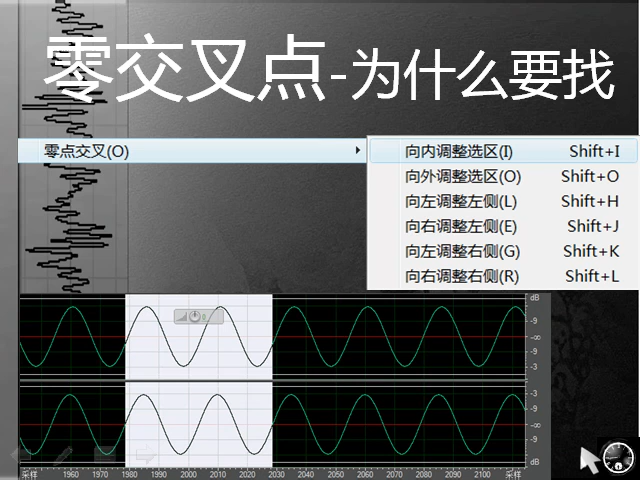 零交叉点-为什么要找
零点交叉(O)
向内调整选区(I) Shift+I
向外调整选区(O) Shift+O
向左调整左侧(L) Shift+H
向右调整左侧(E) Shift+J
向左调整右侧(G) Shift+K
向右调整右侧(R) Shift+L
0
dB
-9
-∞
-9
-3
-3
-9
-∞
-9
dB
采样 1960 1970 1980 1990 2000 2010 2020 2030 2040 2050 2060 2070 2080 2090 2100 采样